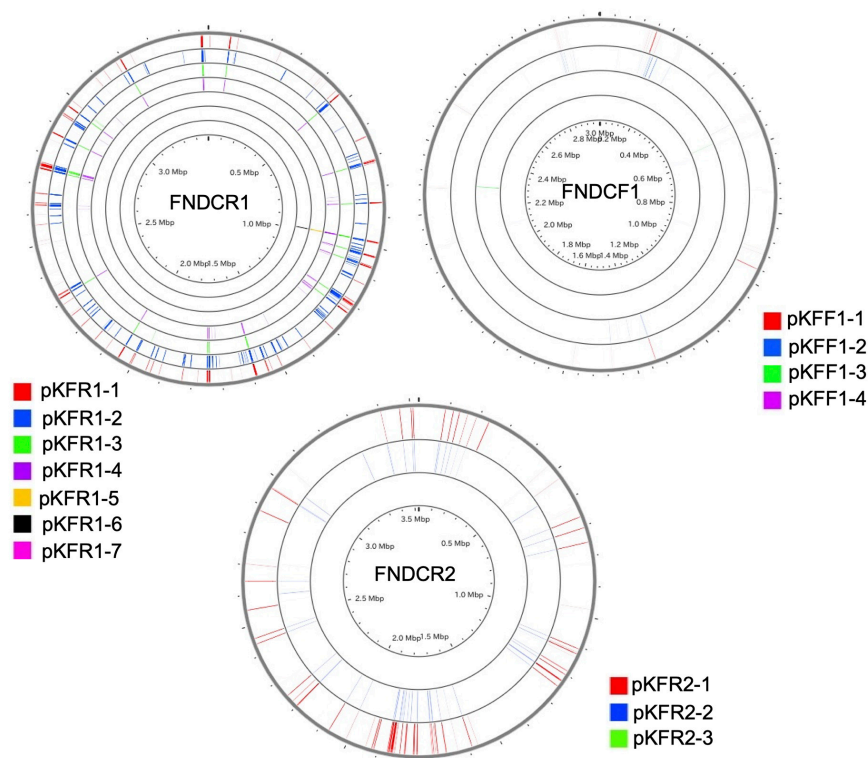 FNDCR1
0.5 Mbp
1.0 Mbp
1.5 Mbp
2.0 Mbp
2.5 Mbp
3.0 Mbp
FNDCF1
3.0 Mbp
0.2 Mbp
0.4 Mbp
0.6 Mbp
0.8 Mbp
1.0 Mbp
1.2 Mbp
1.4 Mbp
1.6 Mbp
1.8 Mbp
2.0 Mbp
2.2 Mbp
2.4 Mbp
2.6 Mbp
2.8 Mbp
pKFF1-1
pKFF1-2
pKFF1-3
pKFF1-4
pKFR1-1
pKFR1-2
pKFR1-3
pKFR1-4
pKFR1-5
pKFR1-6
pKFR1-7
FNDCR2
3.5 Mbp
0.5 Mbp
1.0 Mbp
1.5 Mbp
2.0 Mbp
2.5 Mbp
3.0 Mbp
pKFR2-1
pKFR2-2
pKFR2-3